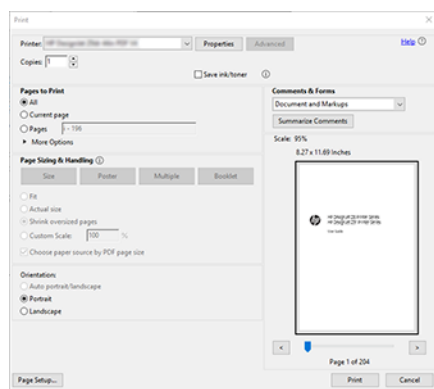 Print
Printer:
Properties
Advanced
Help
Copies: 1
Save ink/toner
Pages to Print
All
Current page
Pages - 196
More Options
Page Sizing & Handling
Size
Poster
Multiple
Booklet
Fit
Actual size
Shrink oversized pages
Custom Scale: 100 %
Choose paper source by PDF page size
Orientation:
Auto portrait/landscape
Portrait
Landscape
Comments & Forms
Document and Markups
Summarize Comments
Scale: 95%
8.27 x 11.69 Inches
hp
User Guide
<
>
Page 1 of 204
Page Setup...
Print
Cancel